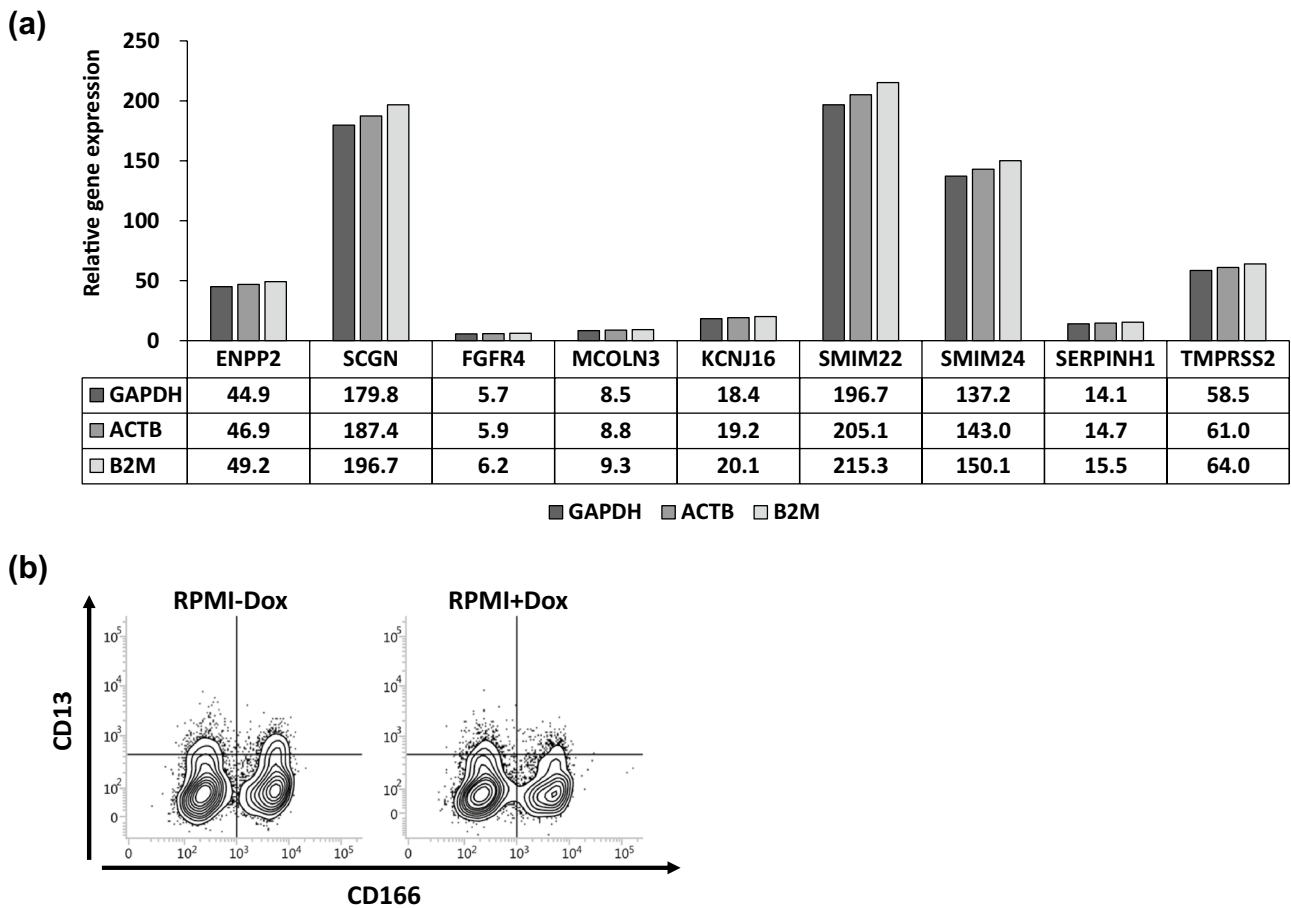 (a)
Relative gene expression
250
200
150
100
50
0
ENPP2 SCGN FGFR4 MCOLN3 KCNJ16 SMIM22 SMIM24 SERPINH1 TMPRSS2
GAPDH 44.9 179.8 5.7 8.5 18.4 196.7 137.2 14.1 58.5
ACTB 46.9 187.4 5.9 8.8 19.2 205.1 143.0 14.7 61.0
B2M 49.2 196.7 6.2 9.3 20.1 215.3 150.1 15.5 64.0
GAPDH ACTB B2M
(b)
RPMI-Dox RPMI+Dox
CD13
10^5 10^5
10^4 10^4
10^3 10^3
10^2 10^2
0 0
0 10^2 10^3 10^4 10^5 0 10^2 10^3 10^4 10^5
CD166